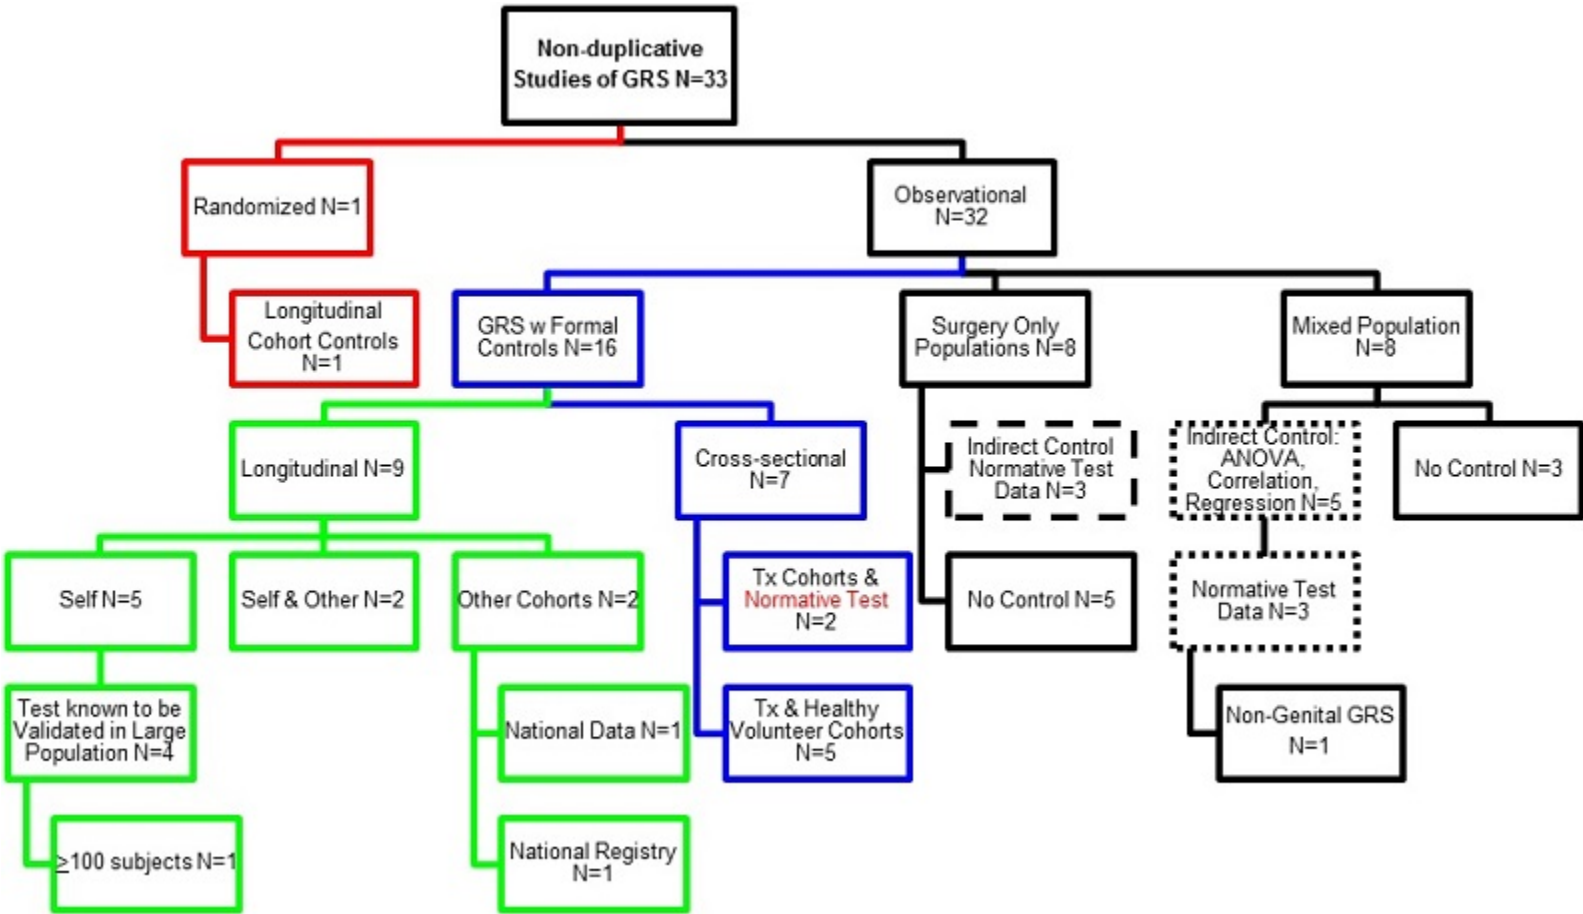 Non-duplicative
Studies of GRS N=33
Randomized N=1
Observational
N=32
Longitudinal
Cohort Controls
N=1
GRS w Formal
Controls N=16
Surgery Only
Populations N=8
Mixed Population
N=8
Longitudinal N=9
Cross-sectional
N=7
Indirect Control
Normative Test
Data N=3
Indirect Control:
ANOVA,
Correlation,
Regression N=5
No Control N=3
Self N=5
Self & Other N=2
Other Cohorts N=2
Tx Cohorts &
Normative Test
N=2
No Control N=5
Normative Test
Data N=3
Test known to be
Validated in Large
Population N=4
National Data N=1
Tx & Healthy
Volunteer Cohorts
N=5
Non-Genital GRS
N=1
≥100 subjects N=1
National Registry
N=1